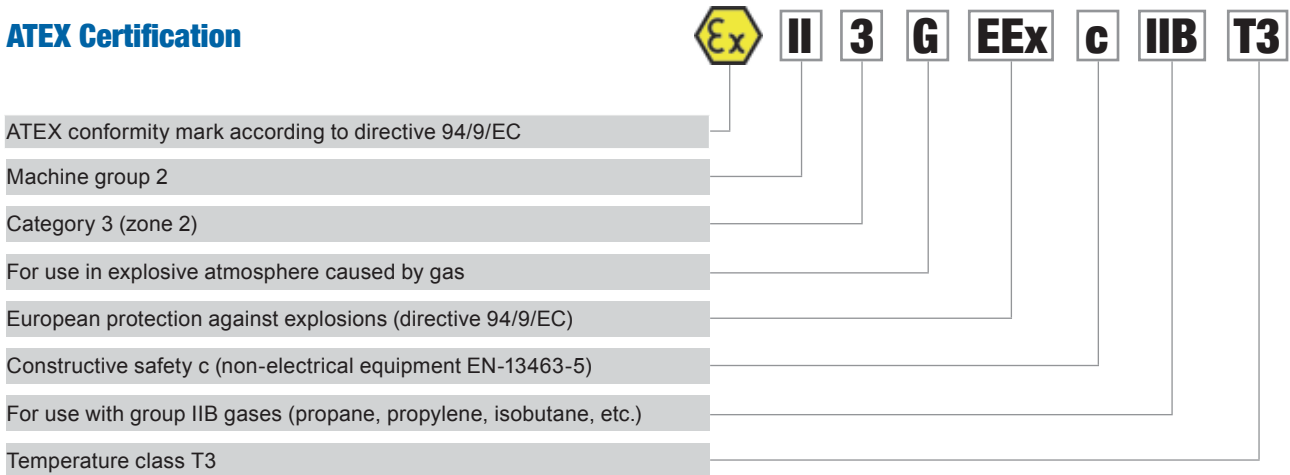 ATEX Certification
Ex II 3 G EEx c IIB T3
ATEX conformity mark according to directive 94/9/EC
Machine group 2
Category 3 (zone 2)
For use in explosive atmosphere caused by gas
European protection against explosions (directive 94/9/EC)
Constructive safety c (non-electrical equipment EN-13463-5)
For use with group IIB gases (propane, propylene, isobutane, etc.)
Temperature class T3